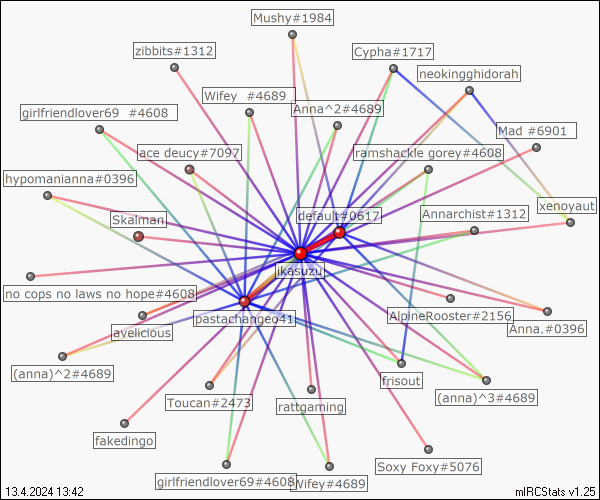 Mushy#1984
zibbits#1312
Cypha#1717
neokingghidorah
Wifey  #4689
girlfriendlover69  #4608
Anna^2#4689
Mad #6901
ace deucy#7097
ramshackle gorey#4608
hypomanianna#0396
xenoyaut
default#0617
Annarchist#1312
Skalman
ikasuzu
no cops no laws no hope#4608
pastachangeo41
AlpineRooster#2156
Anna.#0396
avelicious
(anna)^2#4689
frisout
(anna)^3#4689
Toucan#2473
rattgaming
fakedingo
Soxy Foxy#5076
girlfriendlover69#4608
Wifey#4689
13.4.2024 13:42
mIRCStats v1.25